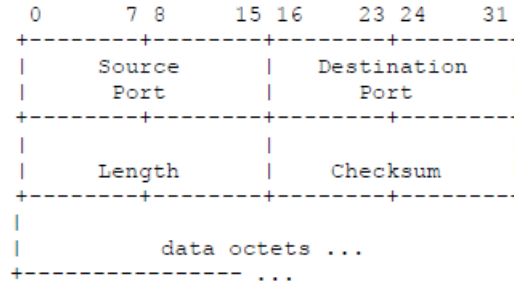 0 7 8 15 16 23 24 31
+--------+--------+--------+--------
| Source | Destination
| Port | Port
+--------+--------+--------+--------
| |
| Length | Checksum
+--------+--------+--------+--------
|
| data octets ...
+---------------- ...